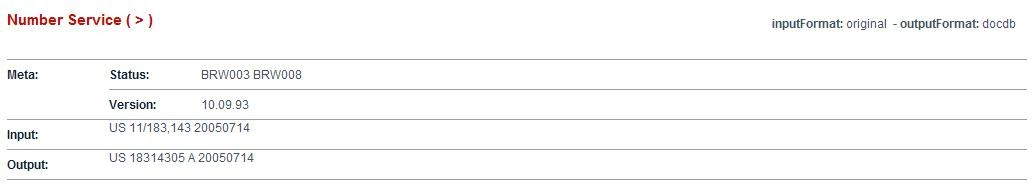 Number Service ( > )
inputFormat: original - outputFormat: docdb
Meta: Status: BRW003 BRW008
Version: 10.09.93
Input: US 11/183,143 20050714
Output: US 18314305 A 20050714